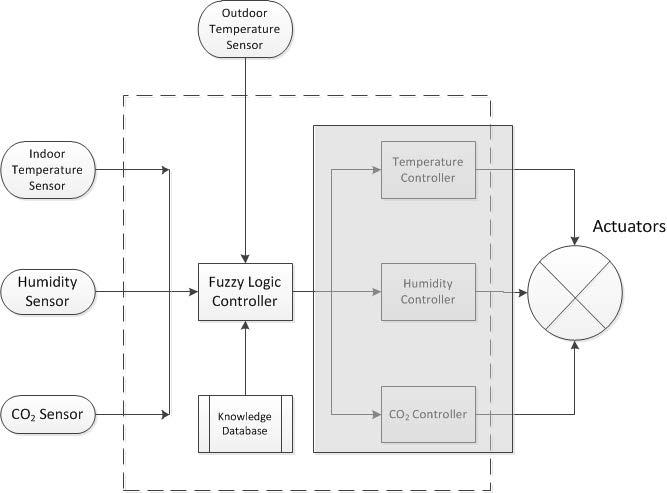 Outdoor
Temperature
Sensor
Indoor
Temperature
Sensor
Temperature
Controller
Actuators
Humidity
Sensor
Fuzzy Logic
Controller
Humidity
Controller
CO₂ Sensor
Knowledge
Database
CO₂ Controller